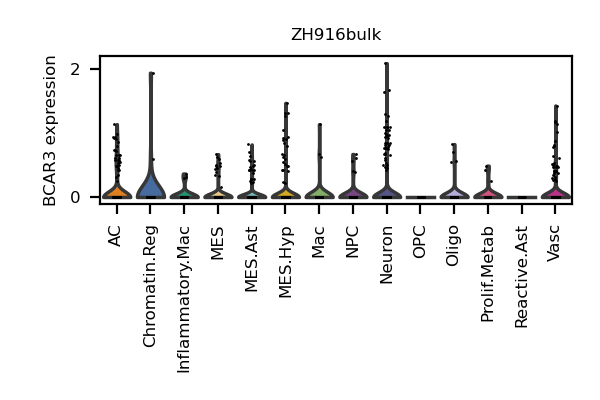 ZH916bulk
BCAR3 expression
2
0
AC
Chromatin.Reg
Inflammatory.Mac
MES
MES.Ast
MES.Hyp
Mac
NPC
Neuron
OPC
Oligo
Prolif.Metab
Reactive.Ast
Vasc